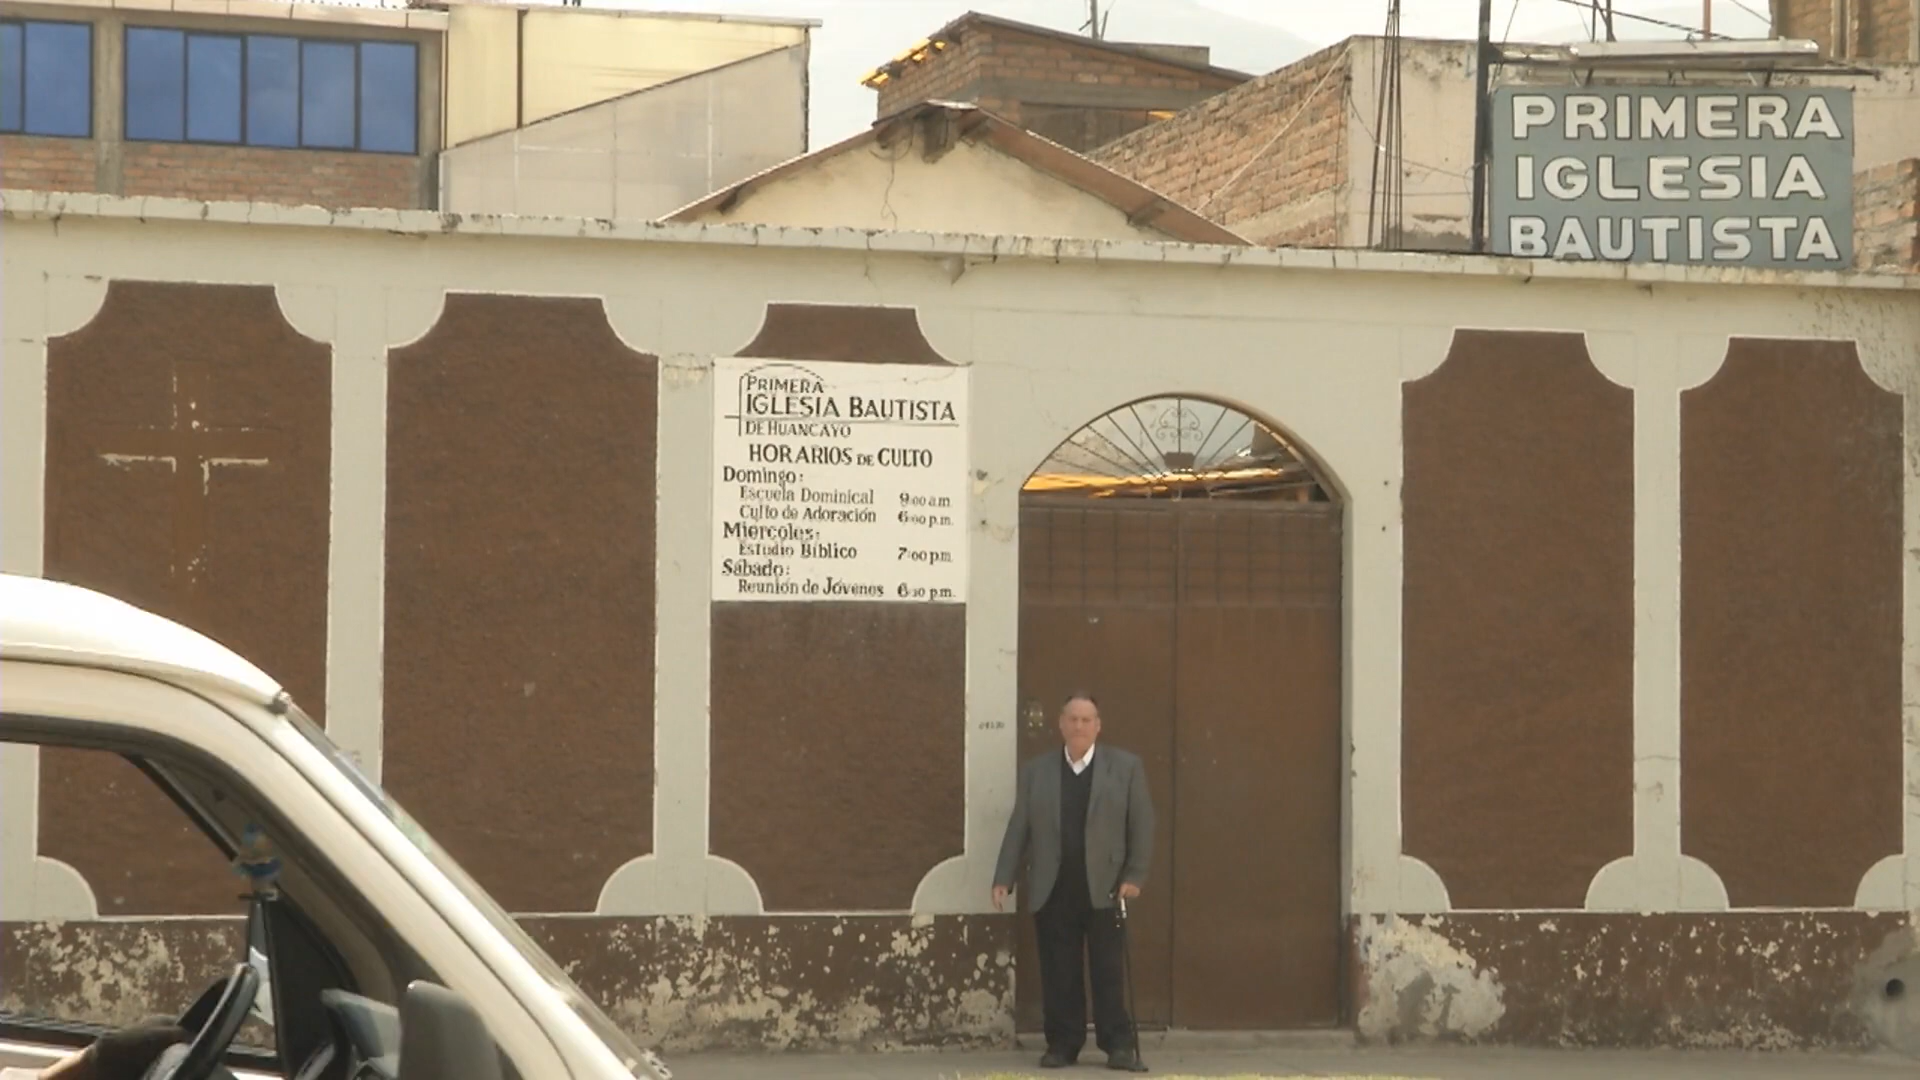 PRIMERA
IGLESIA
BAUTISTA
PRIMERA
IGLESIA BAUTISTA
DE HUANCAYO
HORARIOS DE CULTO
Domingo:
Escuela Dominical 9:00 a.m.
Culto de Adoración 6:00 p.m.
Miércoles:
Estudio Bíblico 7:00 p.m.
Sábado:
Reunión de Jóvenes 6:30 p.m.